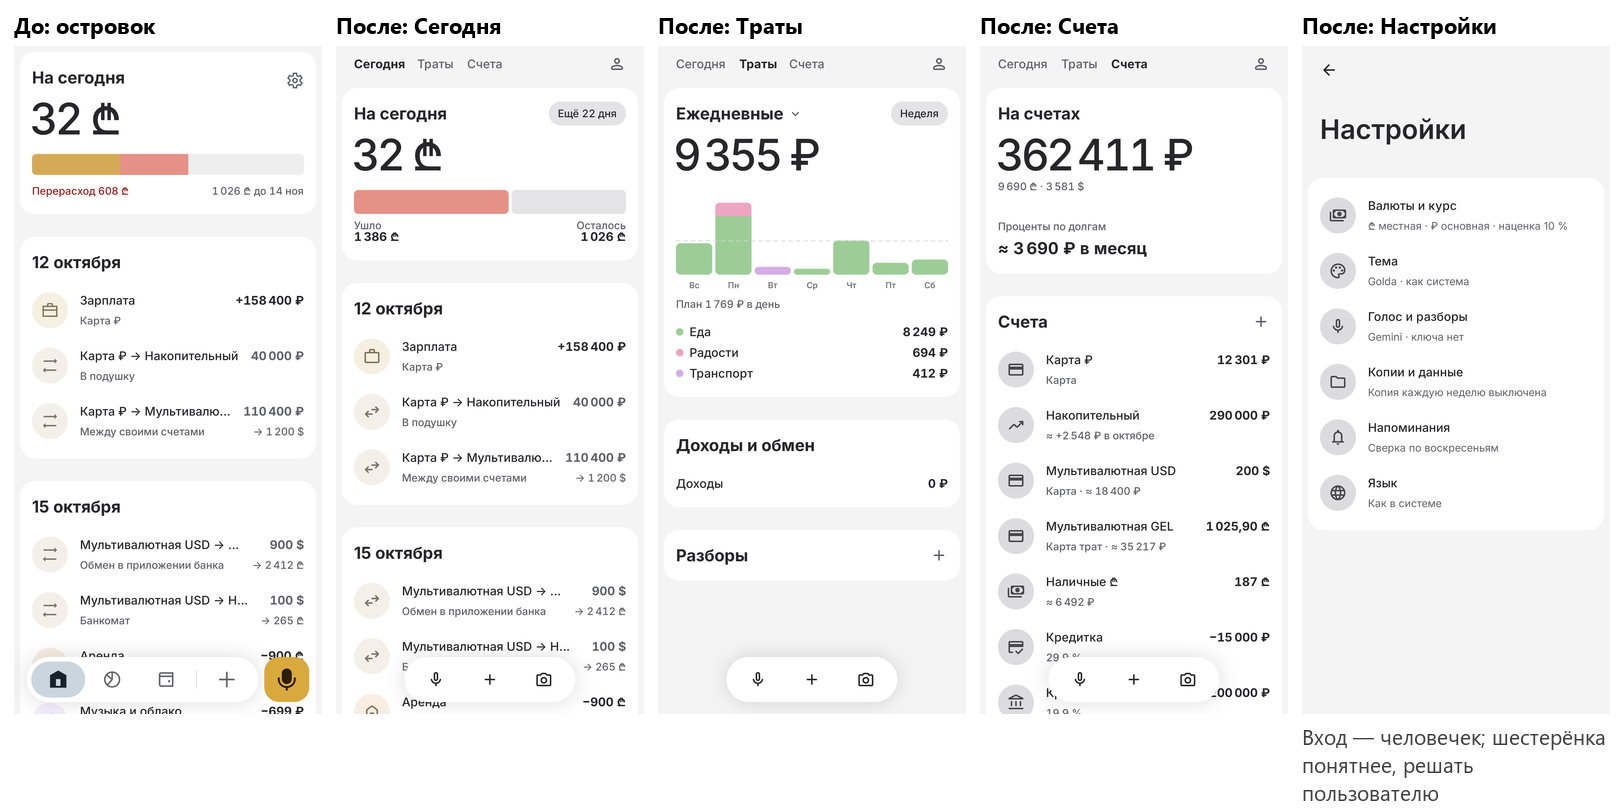 До: островок
На сегодня
32 ₾
Перерасход 608 ₾
1 026 ₾ до 14 ноя
12 октября
Зарплата
+158 400 ₽
Карта ₽
Карта ₽ → Накопительный
40 000 ₽
В подушку
Карта ₽ → Мультивалю...
110 400 ₽
Между своими счетами
→ 1 200 $
15 октября
Мультивалютная USD → ...
900 $
Обмен в приложении банка
→ 2 412 ₾
Мультивалютная USD → Н...
100 $
Банкомат
→ 265 ₾
Аренда
−900 ₾
Музыка и облако
−699 ₽
После: Сегодня
Сегодня Траты Счета
На сегодня
Ещё 22 дня
32 ₾
Ушло
Осталось
1 386 ₾
1 026 ₾
12 октября
Зарплата
+158 400 ₽
Карта ₽
Карта ₽ → Накопительный
40 000 ₽
В подушку
Карта ₽ → Мультивалю...
110 400 ₽
Между своими счетами
→ 1 200 $
15 октября
Мультивалютная USD → ...
900 $
Обмен в приложении банка
→ 2 412 ₾
Мультивалютная USD → Н...
100 $
→ 265 ₾
Аренда
−900 ₾
После: Траты
Сегодня Траты Счета
Ежедневные
Неделя
9 355 ₽
Вс Пн Вт Ср Чт Пт Сб
План 1 769 ₽ в день
Еда
8 249 ₽
Радости
694 ₽
Транспорт
412 ₽
Доходы и обмен
Доходы
0 ₽
Разборы
После: Счета
Сегодня Траты Счета
На счетах
362 411 ₽
9 690 ₾ · 3 581 $
Проценты по долгам
≈ 3 690 ₽ в месяц
Счета
Карта ₽
12 301 ₽
Карта
Накопительный
290 000 ₽
≈ +2 548 ₽ в октябре
Мультивалютная USD
200 $
Карта · ≈ 18 400 ₽
Мультивалютная GEL
1 025,90 ₾
Карта трат · ≈ 35 217 ₽
Наличные ₾
187 ₾
≈ 6 492 ₽
Кредитка
−15 000 ₽
29,9 %
19,9 %
После: Настройки
Настройки
Валюты и курс
₾ местная · ₽ основная · наценка 10 %
Тема
Golda · как система
Голос и разборы
Gemini · ключа нет
Копии и данные
Копия каждую неделю выключена
Напоминания
Сверка по воскресеньям
Язык
Как в системе
Вход — человечек; шестерёнка
понятнее, решать
пользователю